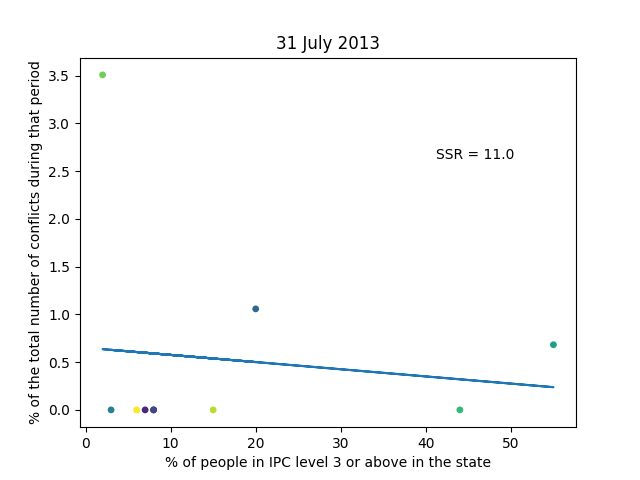 31 July 2013
% of the total number of conflicts during that period
3.5
3.0
2.5
2.0
1.5
1.0
0.5
0.0
SSR = 11.0
0 10 20 30 40 50
% of people in IPC level 3 or above in the state